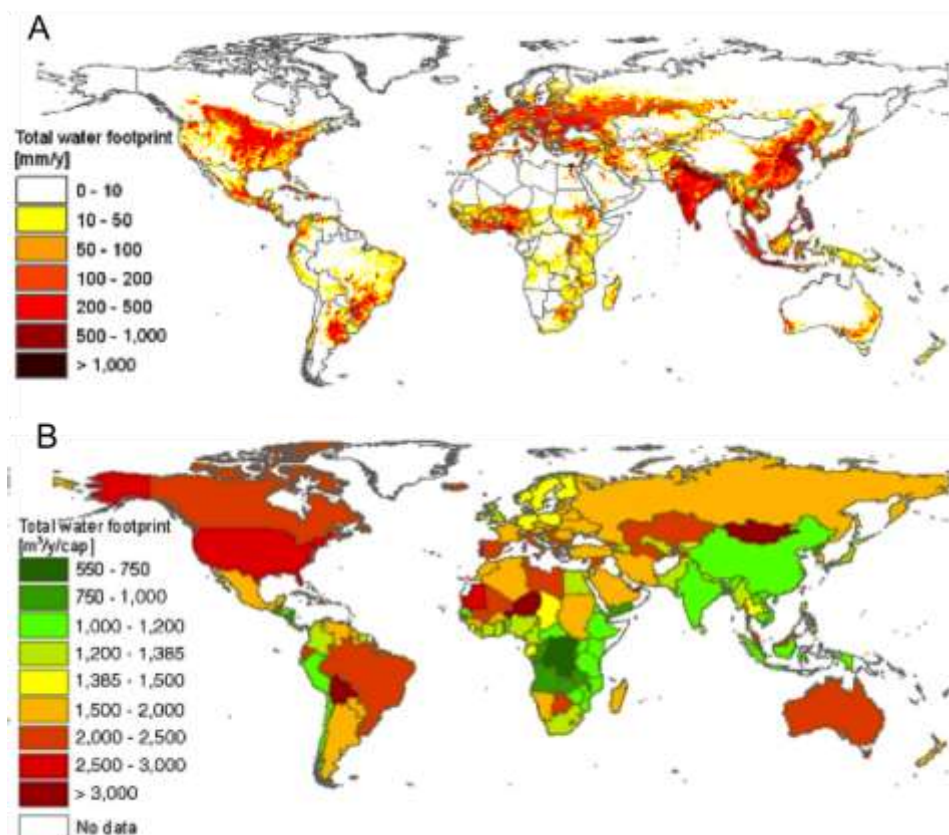 A
Total water footprint
[mm/y]
0 - 10
10 - 50
50 - 100
100 - 200
200 - 500
500 - 1,000
> 1,000
B
Total water footprint
[m³/y/cap]
550 - 750
750 - 1,000
1,000 - 1,200
1,200 - 1,385
1,385 - 1,500
1,500 - 2,000
2,000 - 2,500
2,500 - 3,000
> 3,000
No data